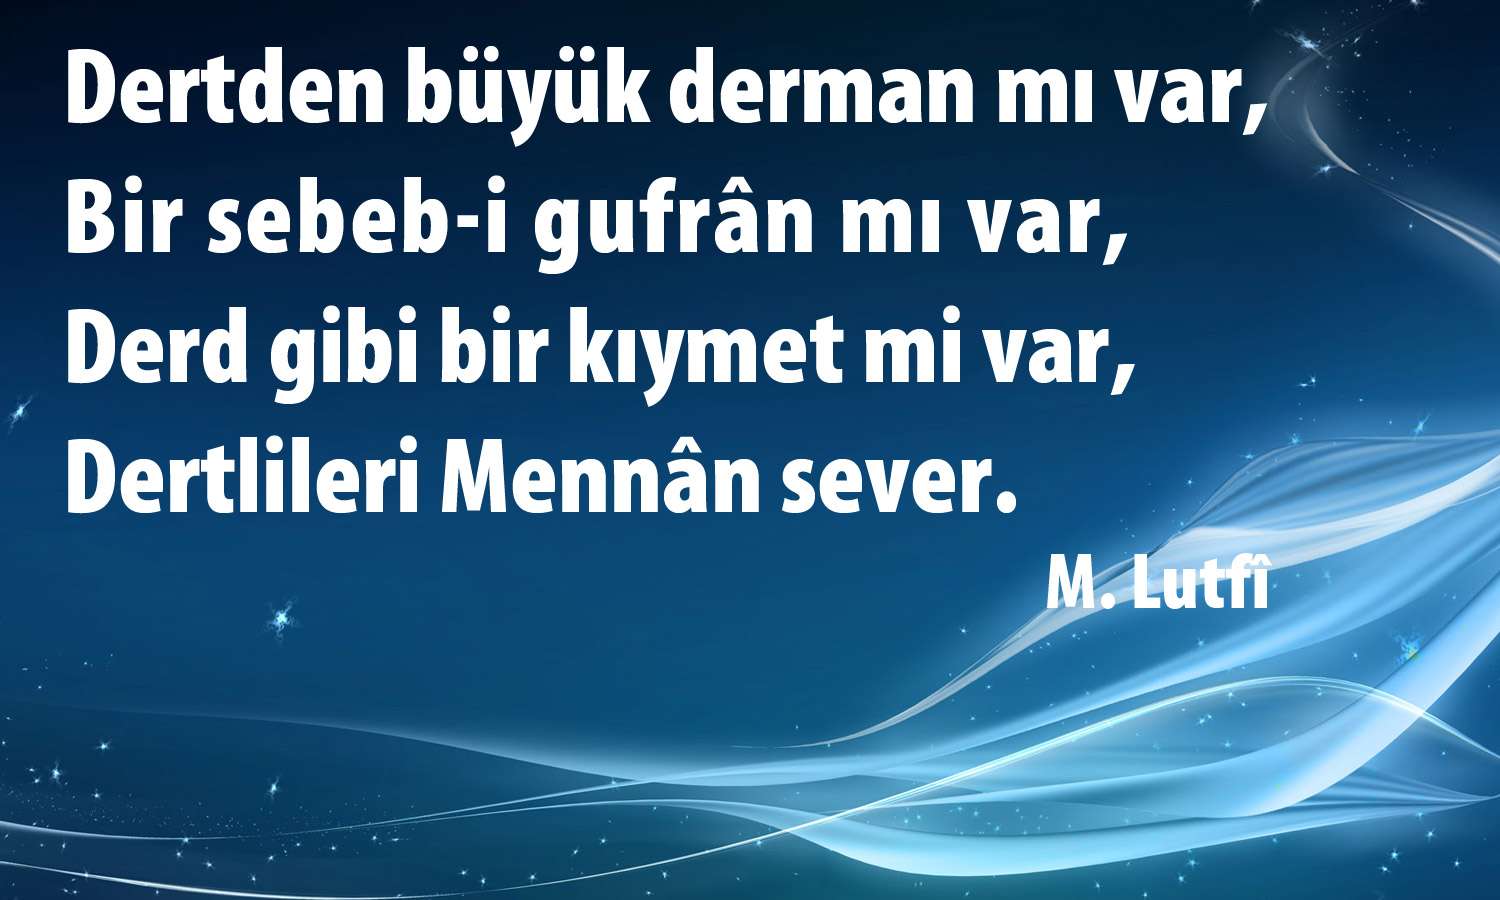 Dertden büyük derman mı var,
Bir sebeb-i gufrân mı var,
Derd gibi bir kıymet mi var,
Dertlileri Mennân sever.
M. Lutfî